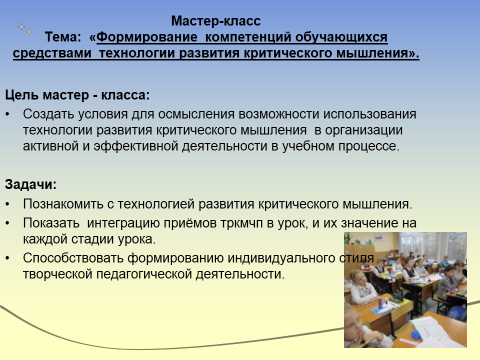 Мастер-класс
Тема: «Формирование компетенций обучающихся
средствами технологии развития критического мышления».
Цель мастер - класса:
• Создать условия для осмысления возможности использования
технологии развития критического мышления в организации
активной и эффективной деятельности в учебном процессе.
Задачи:
• Познакомить с технологией развития критического мышления.
• Показать интеграцию приёмов тркмчп в урок, и их значение на
каждой стадии урока.
• Способствовать формированию индивидуального стиля
творческой педагогической деятельности.